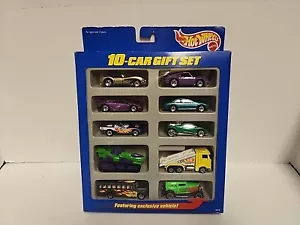 Hot Wheels
10-CAR GIFT SET
Featuring exclusive vehicle!